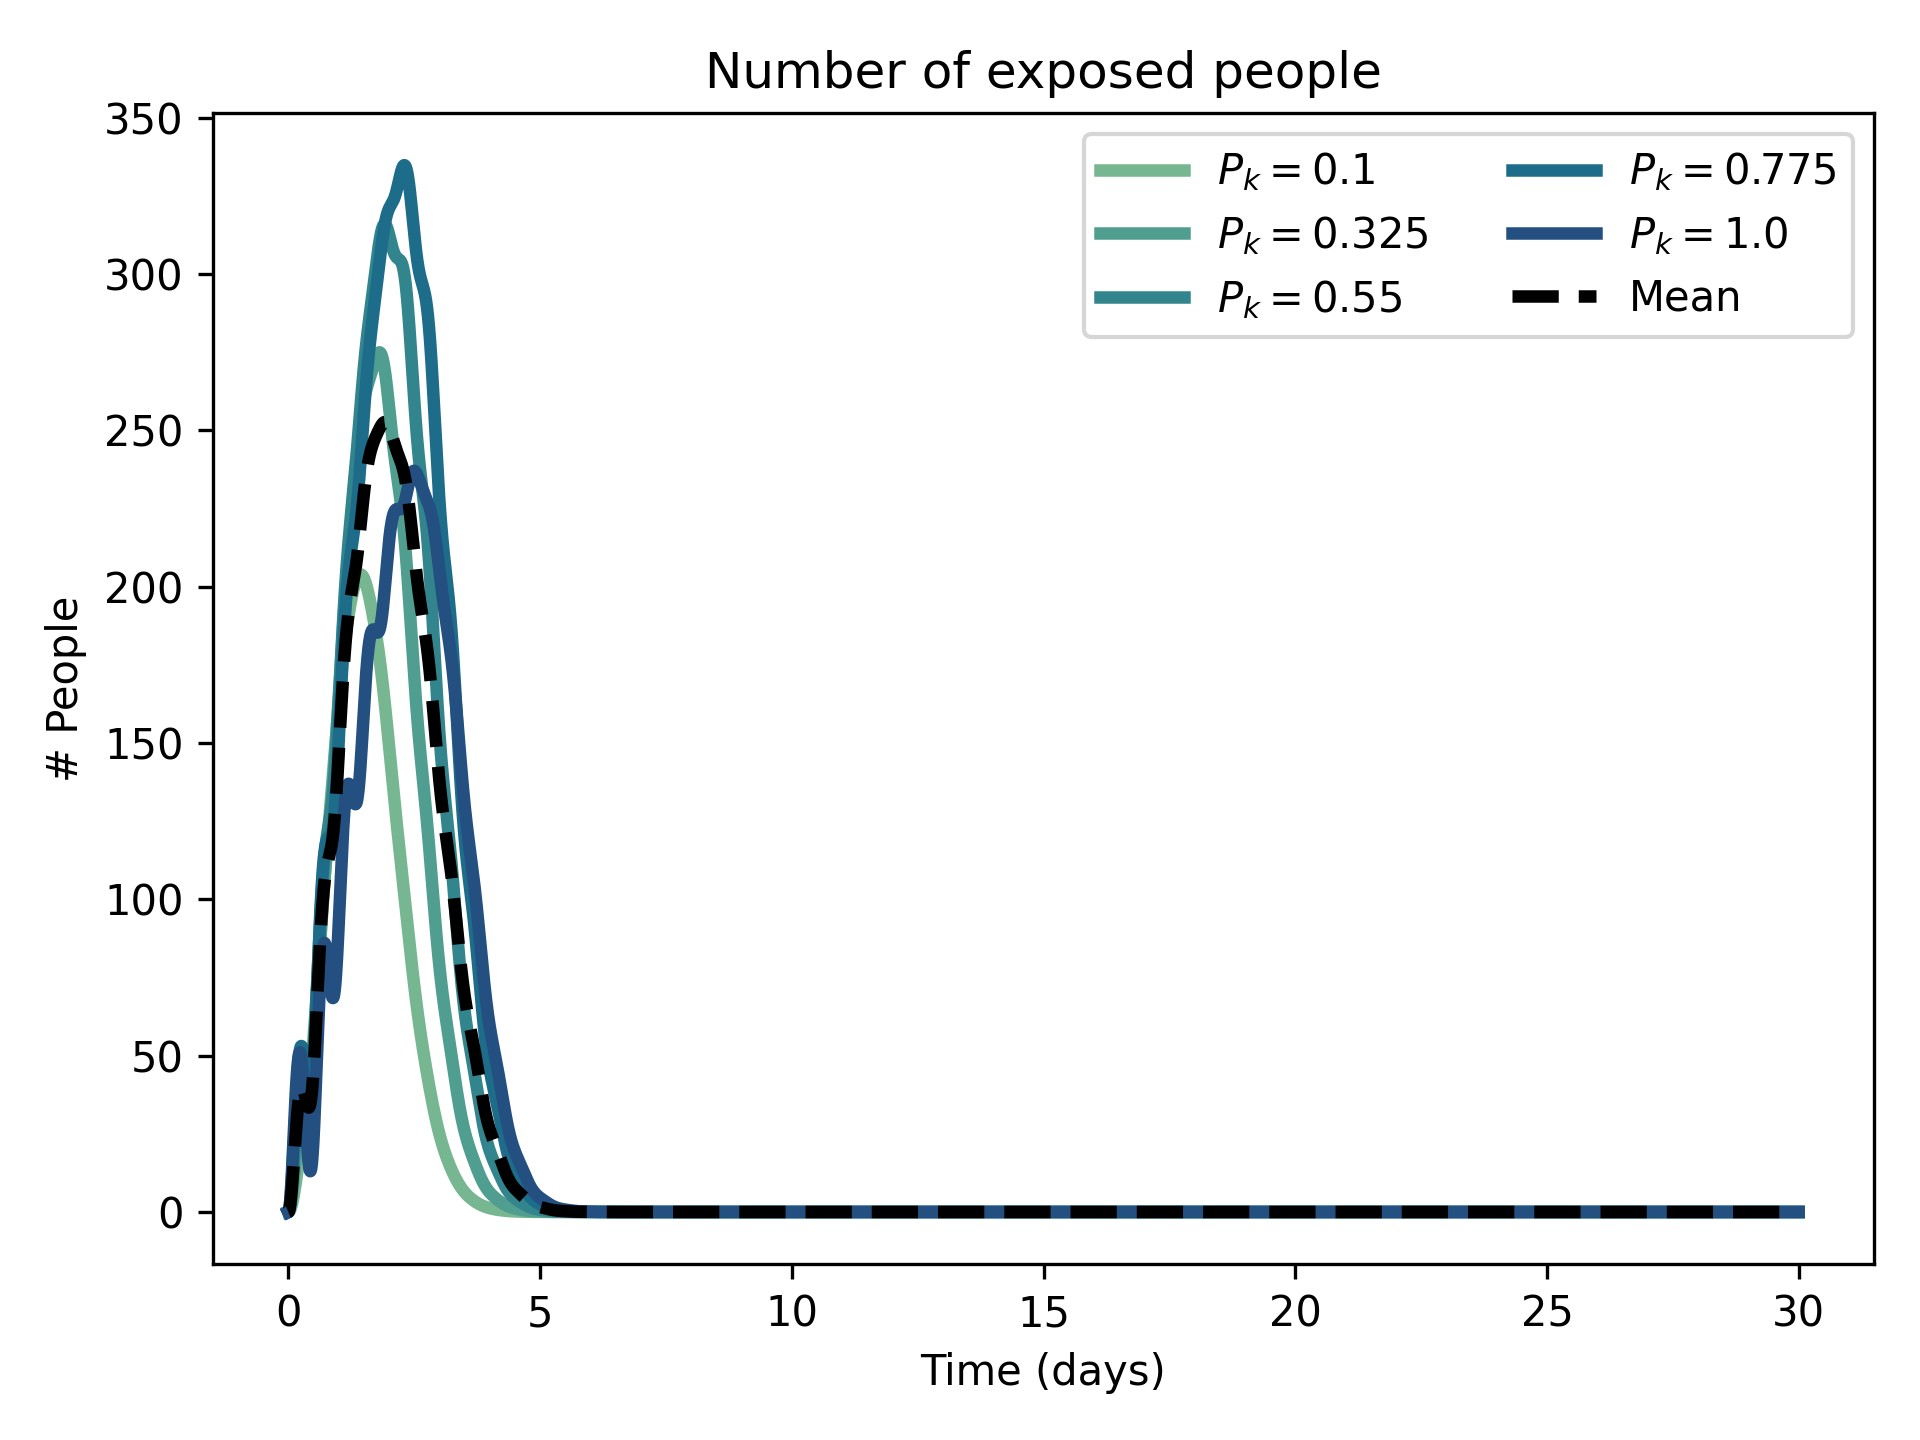 Number of exposed people
350
300
250
200
150
100
50
0
# People
P_k = 0.1
P_k = 0.325
P_k = 0.55
P_k = 0.775
P_k = 1.0
Mean
0 5 10 15 20 25 30
Time (days)